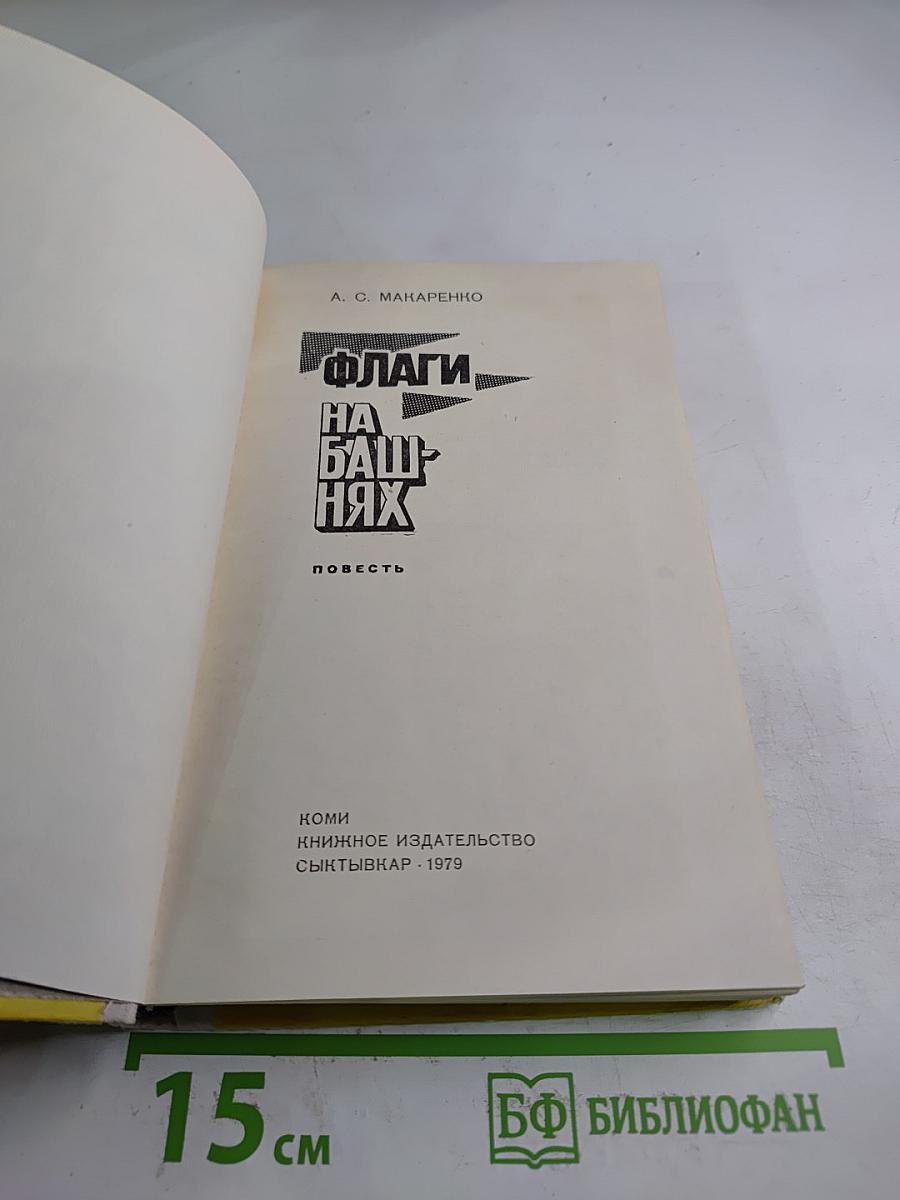 А. С. МАКАРЕНКО
ФЛАГИ
НА
БАШ-
НЯХ
ПОВЕСТЬ
КОМИ
КНИЖНОЕ ИЗДАТЕЛЬСТВО
СЫКТЫВКАР · 1979
15 см
БФ БИБЛИОФАН